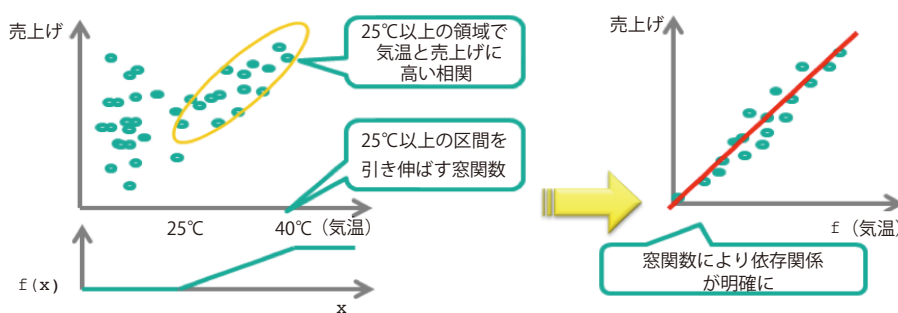 売上げ
25℃以上の領域で
気温と売上げに
高い相関
25℃以上の区間を
引き伸ばす窓関数
25℃
40℃（気温）
f(x)
x
売上げ
f（気温）
窓関数により依存関係
が明確に